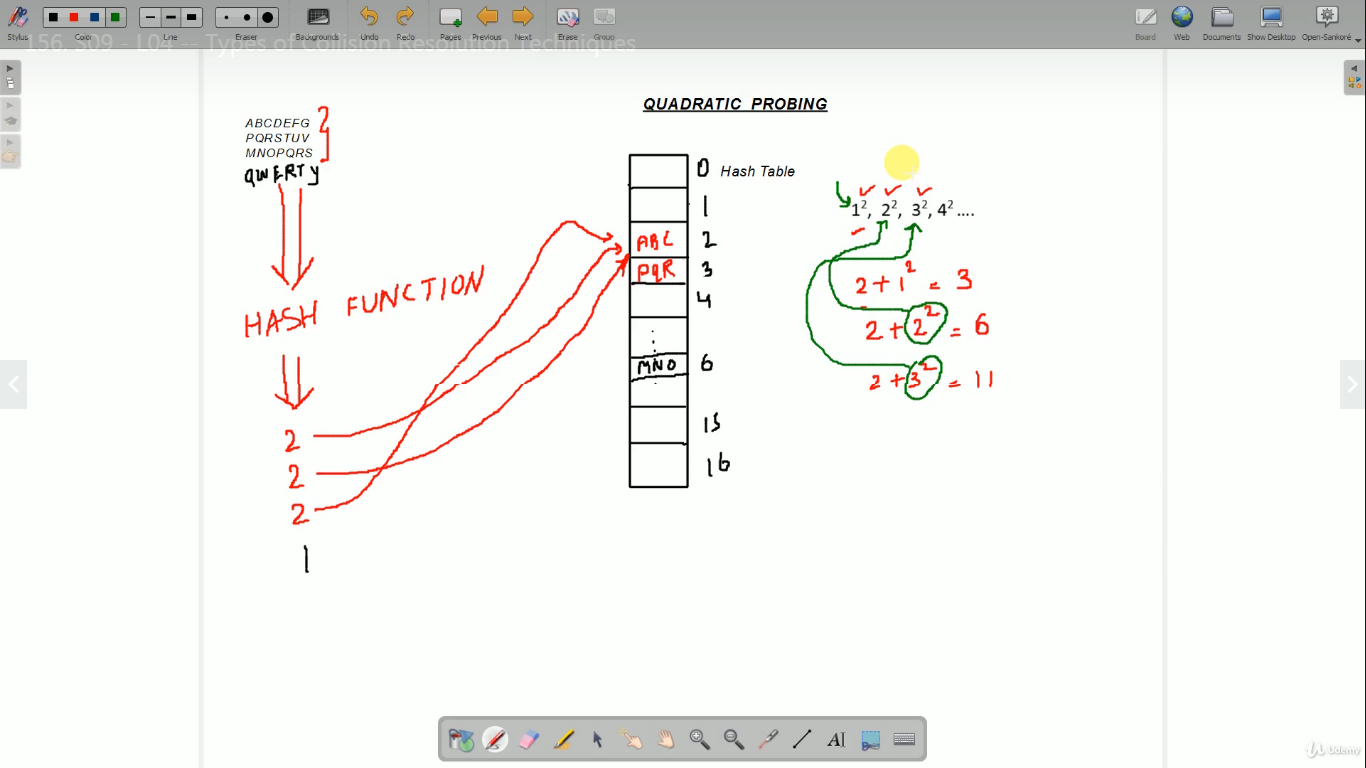 Stylus
Color
Line
Eraser
Backgrounds
Undo
Redo
Pages
Previous
Next
Erase
Group
Board
Web
Documents
Show Desktop
Open-Sankoré
156. S09 - L04 -- Types of Collision Resolution Techniques
QUADRATIC PROBING
ABCDEFG
PQRSTUV
MNOPQRS
QWERTY
HASH FUNCTION
2
2
2
1
0 Hash Table
1
ABC 2
PQR 3
4
MNO 6
15
16
1², 2², 3², 4² ....
2 + 1² = 3
2 + 2² = 6
2 + 3² = 11
AI
Udemy